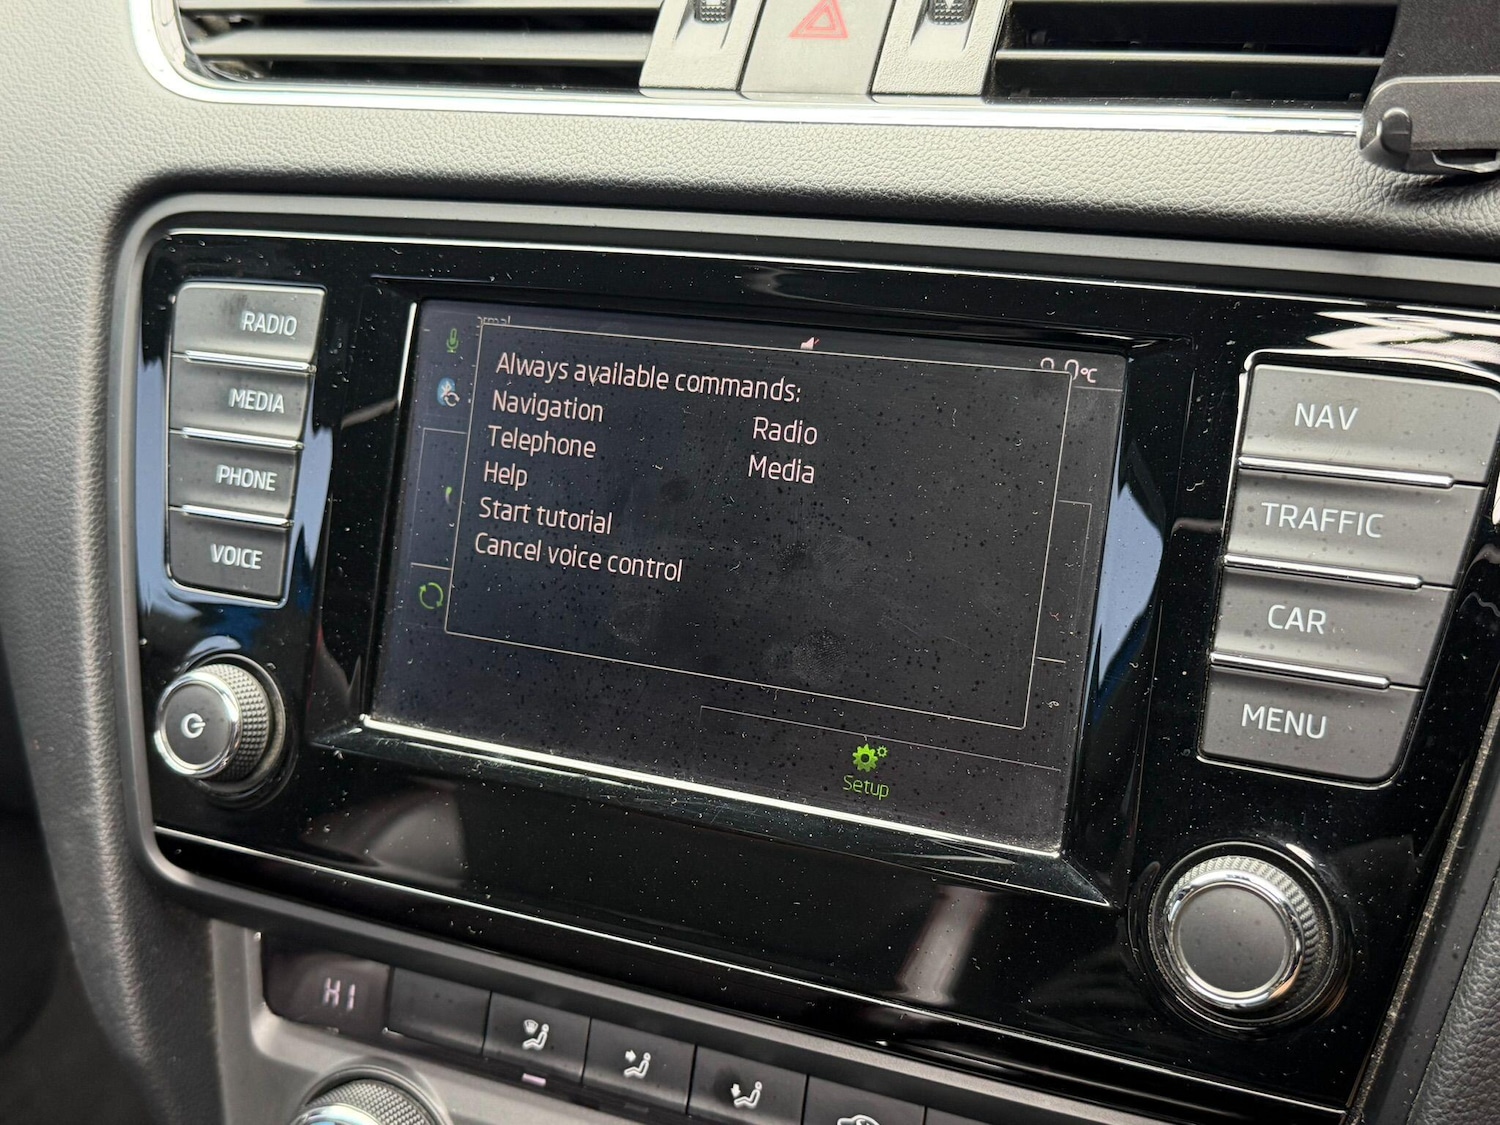 RADIO
MEDIA
PHONE
VOICE
Always available commands:
Navigation Radio
Telephone Media
Help
Start tutorial
Cancel voice control
°C
Setup
NAV
TRAFFIC
CAR
MENU
HI